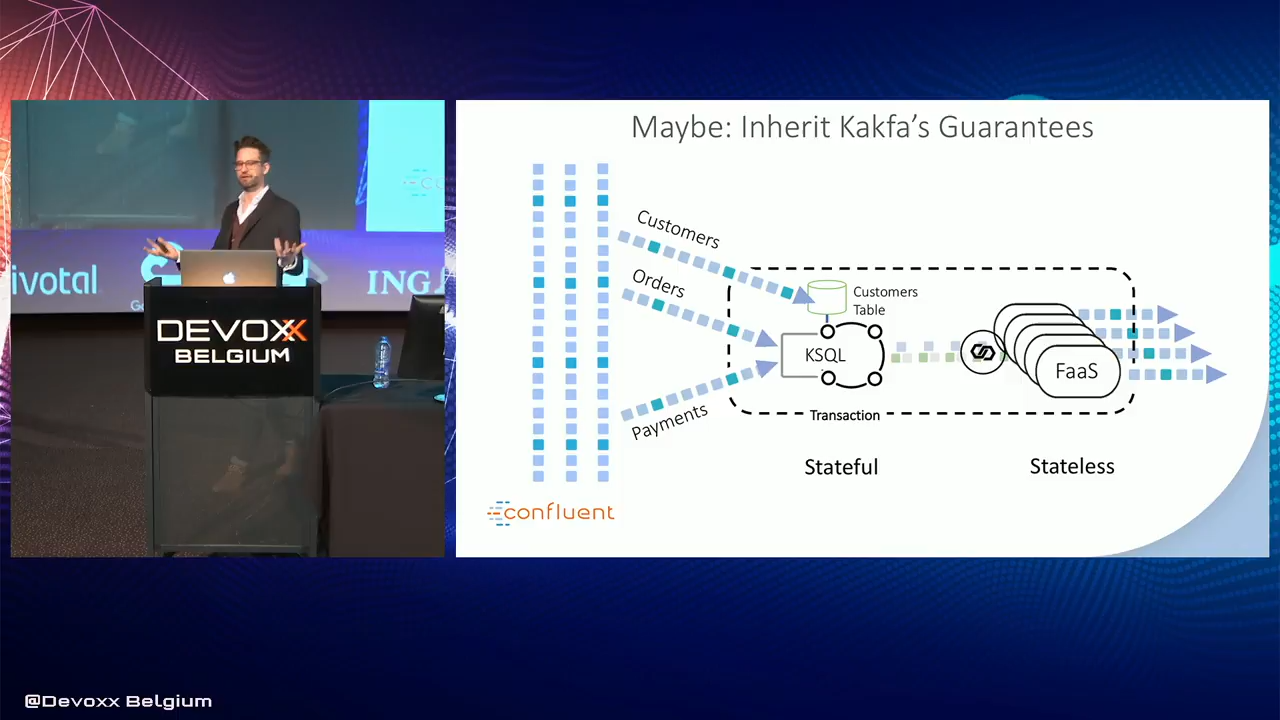 Maybe: Inherit Kakfa's Guarantees
Customers
Orders
Payments
Customers
Table
KSQL
FaaS
Transaction
Stateful
Stateless
confluent
ivotal
ING
DEVOXX
BELGIUM
@Devoxx Belgium